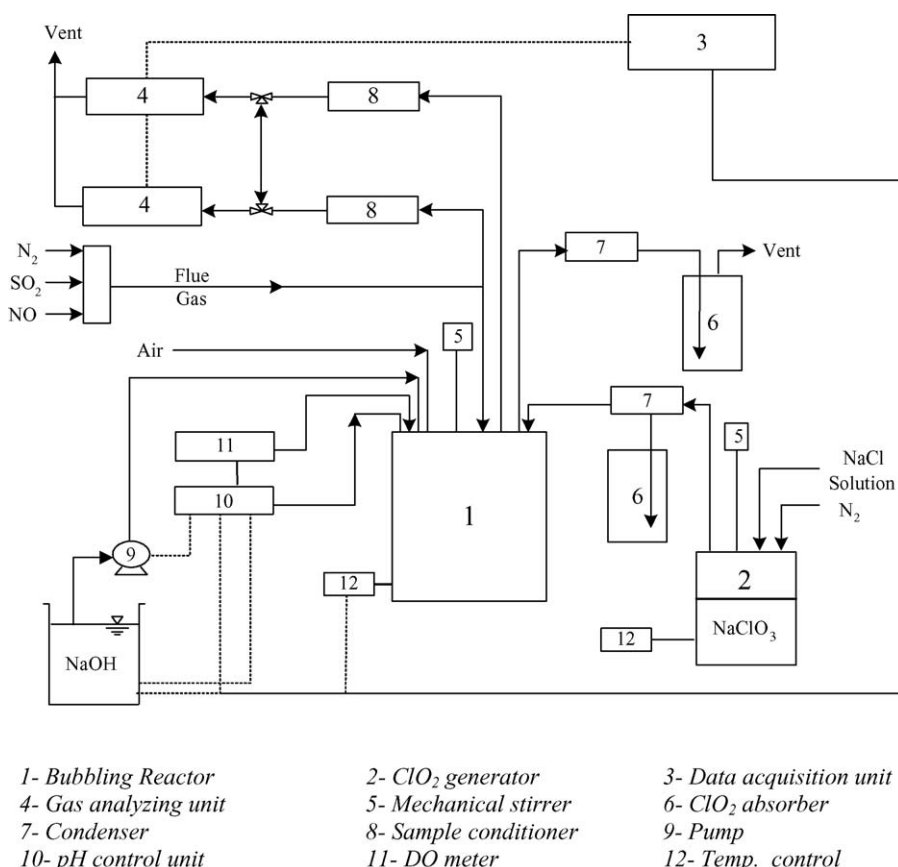 Vent
3
4
8
4
8
N₂
SO₂
NO
Flue
Gas
7
Vent
6
5
Air
7
5
11
10
1
6
NaCl
Solution
N₂
9
12
2
NaClO₃
12
NaOH
1- Bubbling Reactor 2- ClO₂ generator 3- Data acquisition unit
4- Gas analyzing unit 5- Mechanical stirrer 6- ClO₂ absorber
7- Condenser 8- Sample conditioner 9- Pump
10- pH control unit 11- DO meter 12- Temp. control